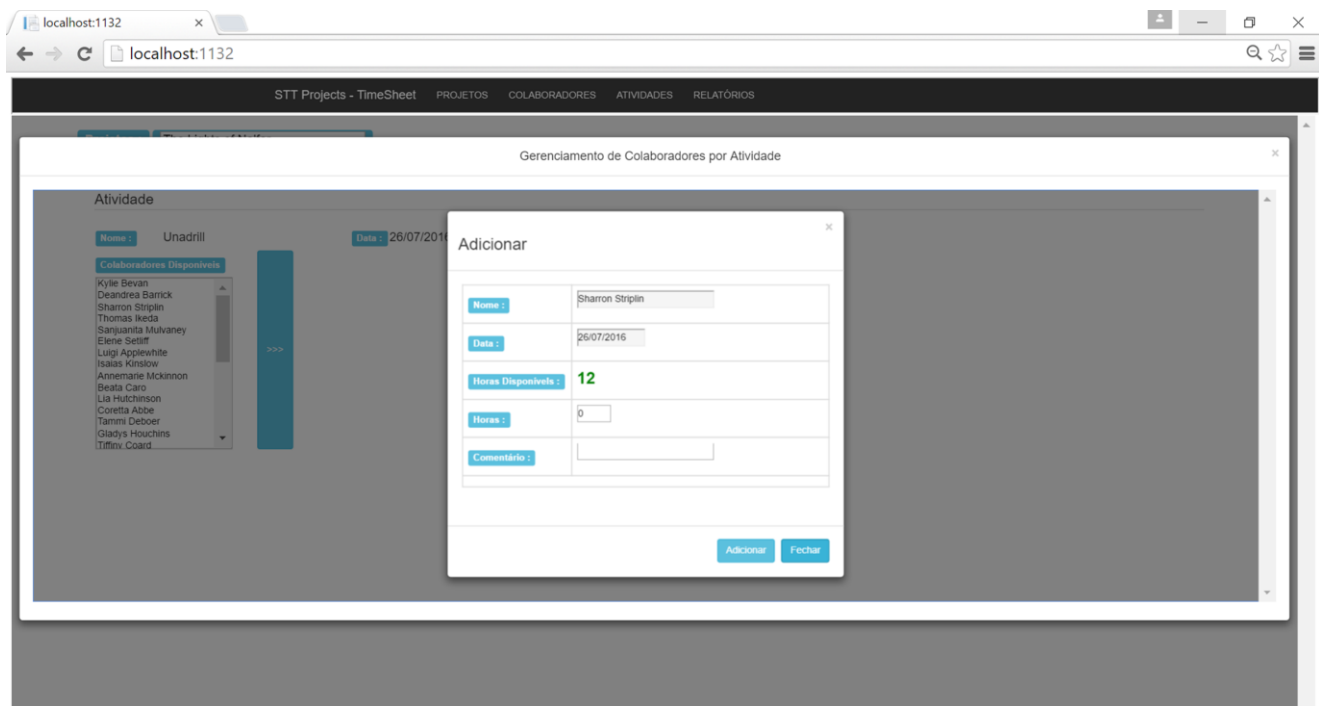 localhost:1132
localhost:1132
STT Projects - TimeSheet PROJETOS COLABORADORES ATIVIDADES RELATÓRIOS
Gerenciamento de Colaboradores por Atividade
Atividade
Nome : Unadrill Data : 26/07/2016
Colaboradores Disponíveis
Kylie Bevan
Deandrea Barrick
Sharron Striplin
Thomas Ikeda
Sanjuanita Mulvaney
Elene Setliff
Luigi Applewhite
Isaias Kinslow
Annemarie Mckinnon
Beata Caro
Lia Hutchinson
Coretta Abbe
Tammi Deboer
Gladys Houchins
Tiffiny Coard
>>>
Adicionar
Nome : Sharron Striplin
Data : 26/07/2016
Horas Disponíveis : 12
Horas : 0
Comentário :
Adicionar Fechar